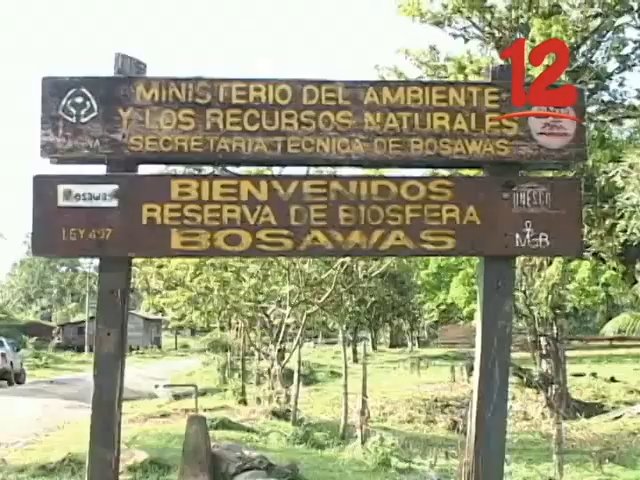 12
MINISTERIO DEL AMBIENTE
Y LOS RECURSOS NATURALES
SECRETARIA TECNICA DE BOSAWAS
BIENVENIDOS
RESERVA DE BIOSFERA
BOSAWAS
Bosawas
LEY 407
UNESCO
MGB